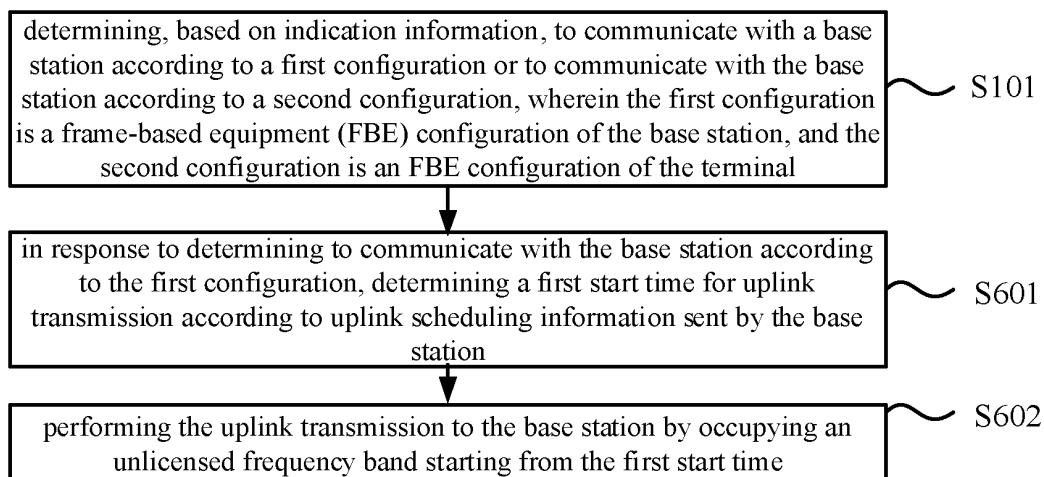 determining, based on indication information, to communicate with a base
station according to a first configuration or to communicate with the base
station according to a second configuration, wherein the first configuration
is a frame-based equipment (FBE) configuration of the base station, and the
second configuration is an FBE configuration of the terminal
S101
in response to determining to communicate with the base station according
to the first configuration, determining a first start time for uplink
transmission according to uplink scheduling information sent by the base
station
S601
performing the uplink transmission to the base station by occupying an
unlicensed frequency band starting from the first start time
S602